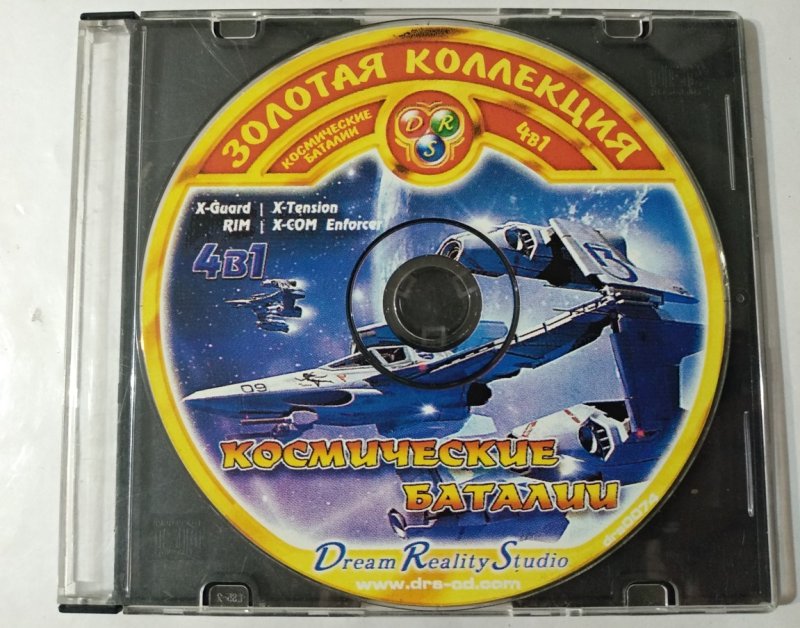 ЗОЛОТАЯ КОЛЛЕКЦИЯ
КОСМИЧЕСКИЕ
БАТАЛИИ
D R
S
4в1
X-Guard | X-Tension
RIM | X-COM Enforcer
4в1
09
КОСМИЧЕСКИЕ
БАТАЛИИ
drs0074
Dream Reality Studio
www.drs-cd.com